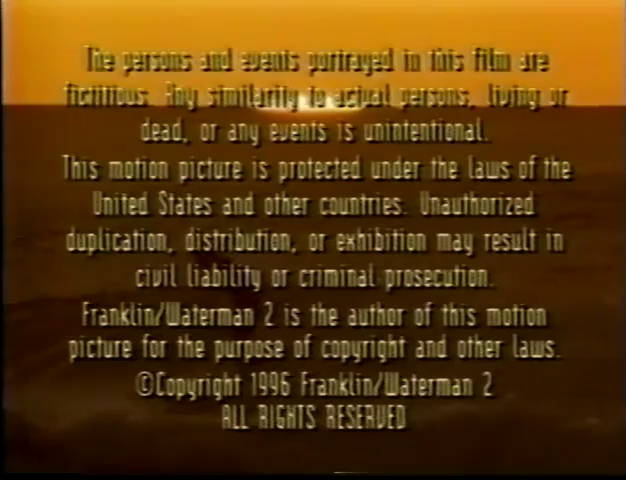 The persons and events portrayed in this film are
fictitious. Any similarity to actual persons, living or
dead, or any events is unintentional.
This motion picture is protected under the laws of the
United States and other countries. Unauthorized
duplication, distribution, or exhibition may result in
civil liability or criminal prosecution.
Franklin/Waterman 2 is the author of this motion
picture for the purpose of copyright and other laws.
©Copyright 1996 Franklin/Waterman 2
ALL RIGHTS RESERVED